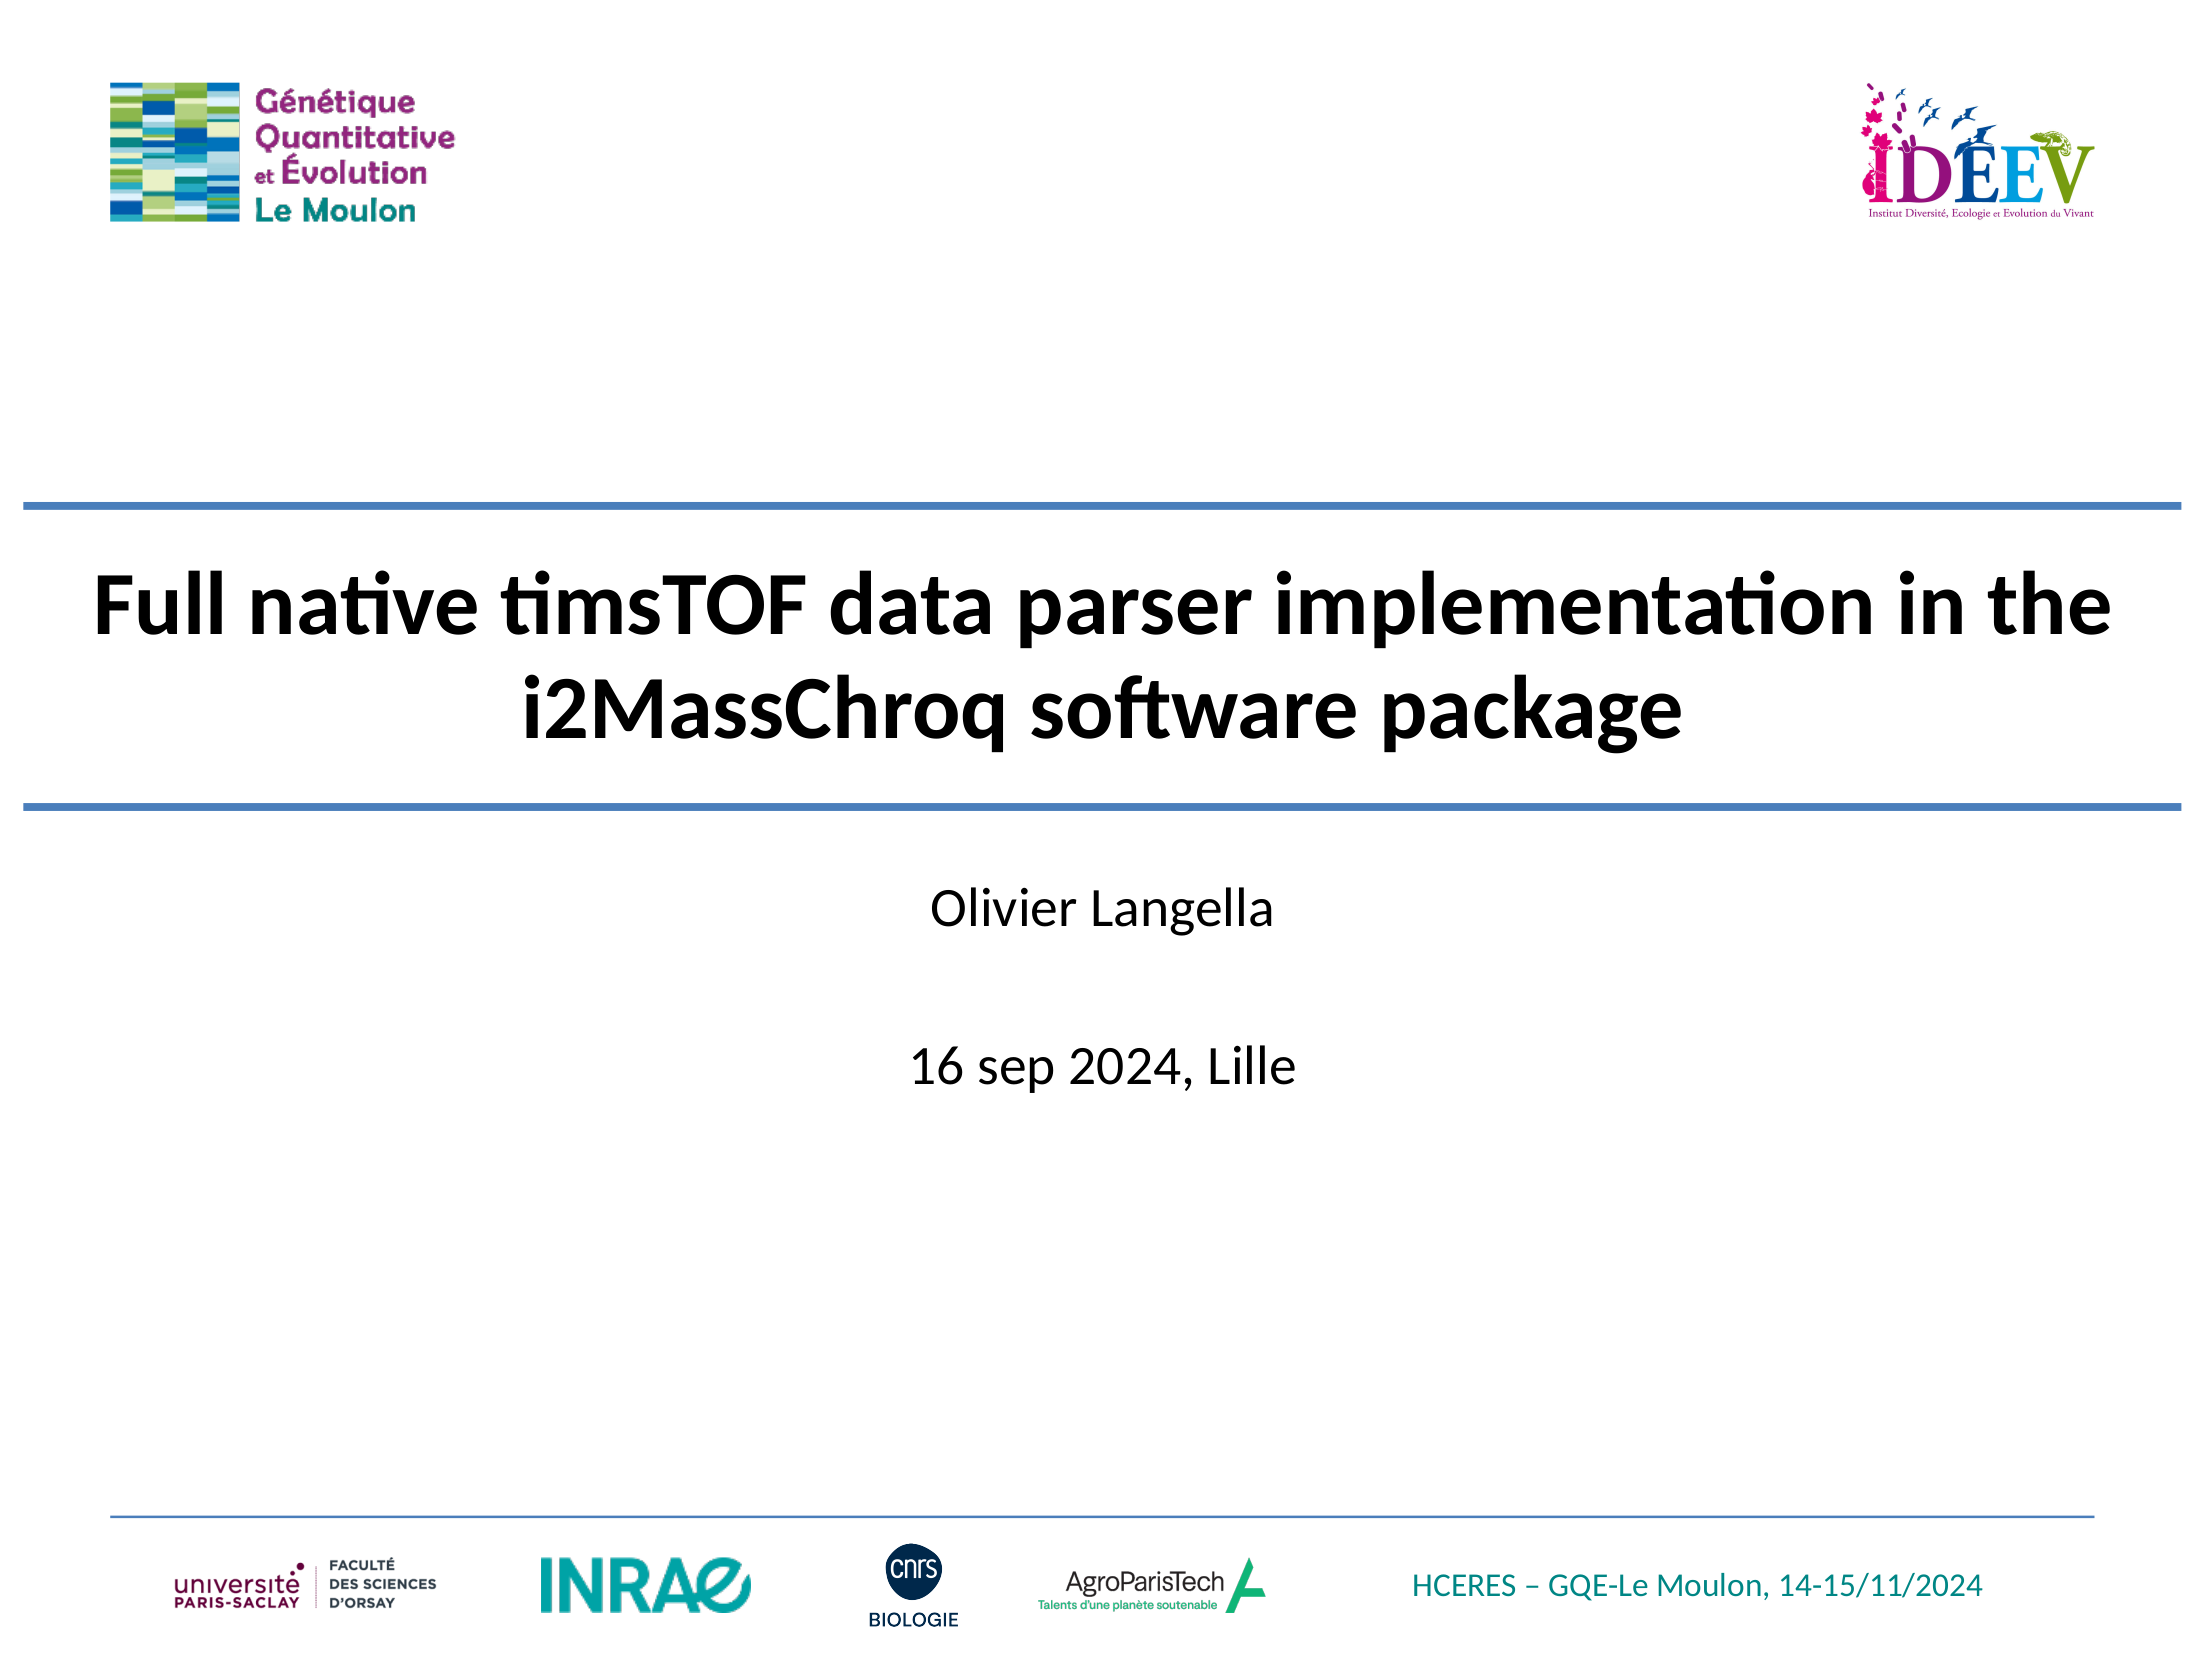 Génétique
Quantitative
et Évolution
Le Moulon
IDEEV
Institut Diversité, Ecologie et Evolution du Vivant
Full native timsTOF data parser implementation in the
i2MassChroq software package
Olivier Langella
16 sep 2024, Lille
université
PARIS-SACLAY
FACULTÉ
DES SCIENCES
D'ORSAY
INRAE
cnrs
BIOLOGIE
AgroParisTech
Talents d'une planète soutenable
HCERES – GQE-Le Moulon, 14-15/11/2024